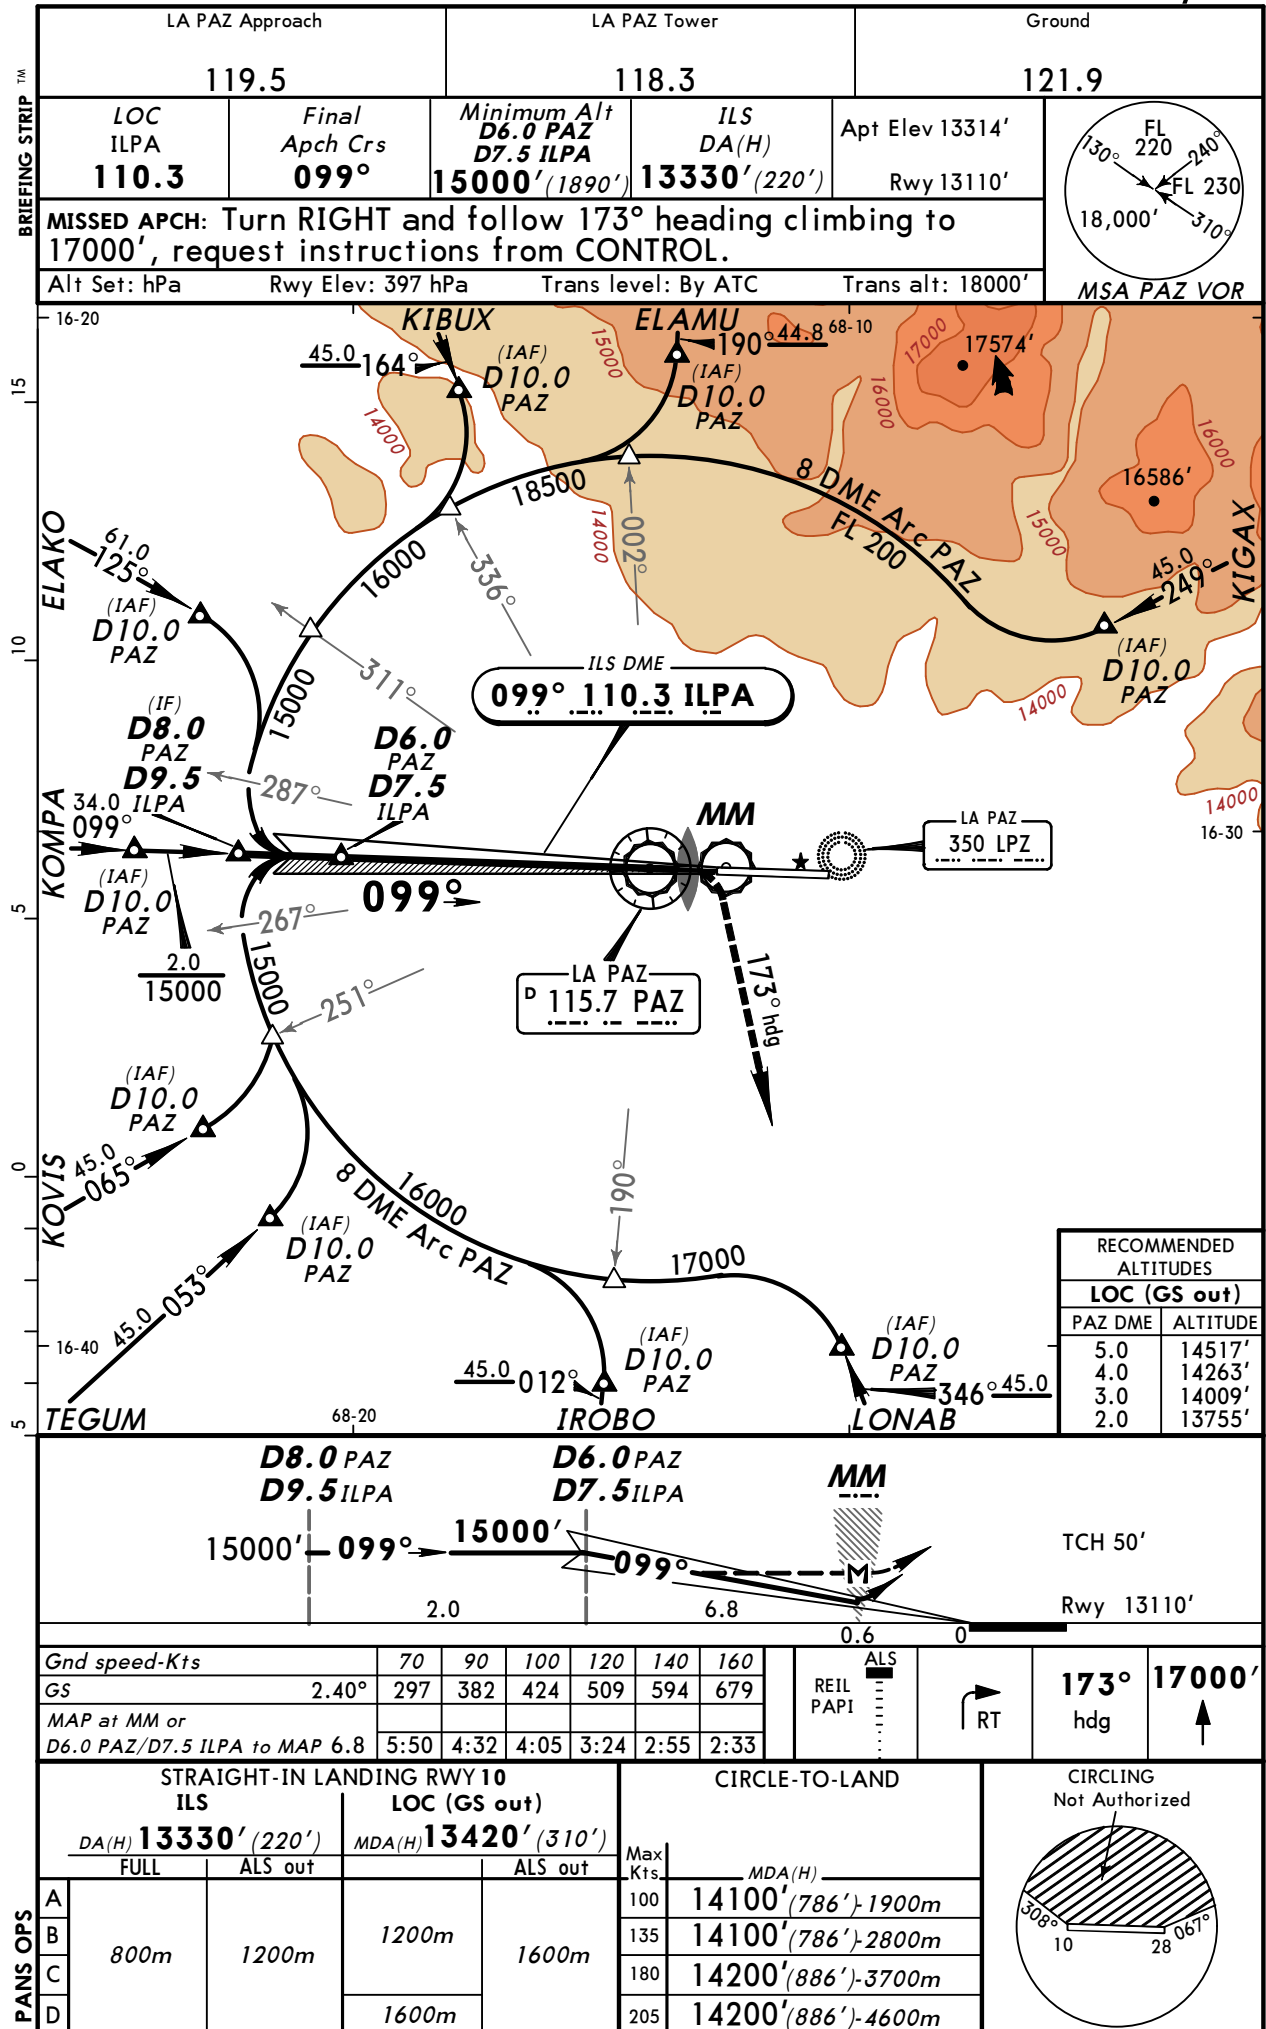 LA PAZ Approach
119.5
LA PAZ Tower
118.3
Ground
121.9
BRIEFING STRIP ™
LOC
ILPA
110.3
Final
Apch Crs
099°
Minimum Alt
D6.0 PAZ
D7.5 ILPA
15000' (1890')
ILS
DA(H)
13330' (220')
Apt Elev 13314'
Rwy 13110'
FL
220
130°
240°
FL 230
18,000'
310°
MSA PAZ VOR
MISSED APCH: Turn RIGHT and follow 173° heading climbing to
17000', request instructions from CONTROL.
Alt Set: hPa Rwy Elev: 397 hPa Trans level: By ATC Trans alt: 18000'
16-20
KIBUX
ELAMU
68-10
45.0
164°
(IAF)
D10.0
PAZ
15000
190°
44.8
(IAF)
D10.0
PAZ
17000
17574'
16000
14000
15
16000
16586'
18500
8 DME Arc PAZ
FL 200
14000
002°
15000
ELAKO
61.0
125°
16000
336°
45.0
249°
KIGAX
(IAF)
D10.0
PAZ
10
(IAF)
D10.0
PAZ
311°
ILS DME
099° 110.3 ILPA
14000
15000
(IF)
D8.0
PAZ
D9.5
ILPA
D6.0
PAZ
D7.5
ILPA
287°
KOMPA
34.0
099°
MM
LA PAZ
350 LPZ
14000
16-30
(IAF)
D10.0
PAZ
099°
5
267°
2.0
15000
15000
LA PAZ
D 115.7 PAZ
173° hdg
251°
(IAF)
D10.0
PAZ
0
KOVIS
45.0
065°
190°
16000
8 DME Arc PAZ
(IAF)
D10.0
PAZ
17000
RECOMMENDED
ALTITUDES
LOC (GS out)
PAZ DME ALTITUDE
5.0 14517'
4.0 14263'
3.0 14009'
2.0 13755'
45.0
053°
16-40
(IAF)
D10.0
PAZ
(IAF)
D10.0
PAZ
45.0
012°
346°
45.0
5
TEGUM
68-20
IROBO
LONAB
D8.0 PAZ
D9.5 ILPA
D6.0 PAZ
D7.5 ILPA
MM
15000'
099°
15000'
099°
M
TCH 50'
2.0
6.8
Rwy 13110'
0.6
0
Gnd speed-Kts 70 90 100 120 140 160
GS 2.40° 297 382 424 509 594 679
MAP at MM or
D6.0 PAZ/D7.5 ILPA to MAP 6.8 5:50 4:32 4:05 3:24 2:55 2:33
REIL
PAPI
ALS
RT
173°
hdg
17000'
PANS OPS
STRAIGHT-IN LANDING RWY 10
ILS
LOC (GS out)
DA(H) 13330' (220')
MDA(H) 13420' (310')
FULL
ALS out
ALS out
A
B
C
D
800m
1200m
1200m
1600m
1600m
CIRCLE-TO-LAND
Max
Kts
MDA(H)
100 14100' (786')-1900m
135 14100' (786')-2800m
180 14200' (886')-3700m
205 14200' (886')-4600m
CIRCLING
Not Authorized
308°
067°
10
28